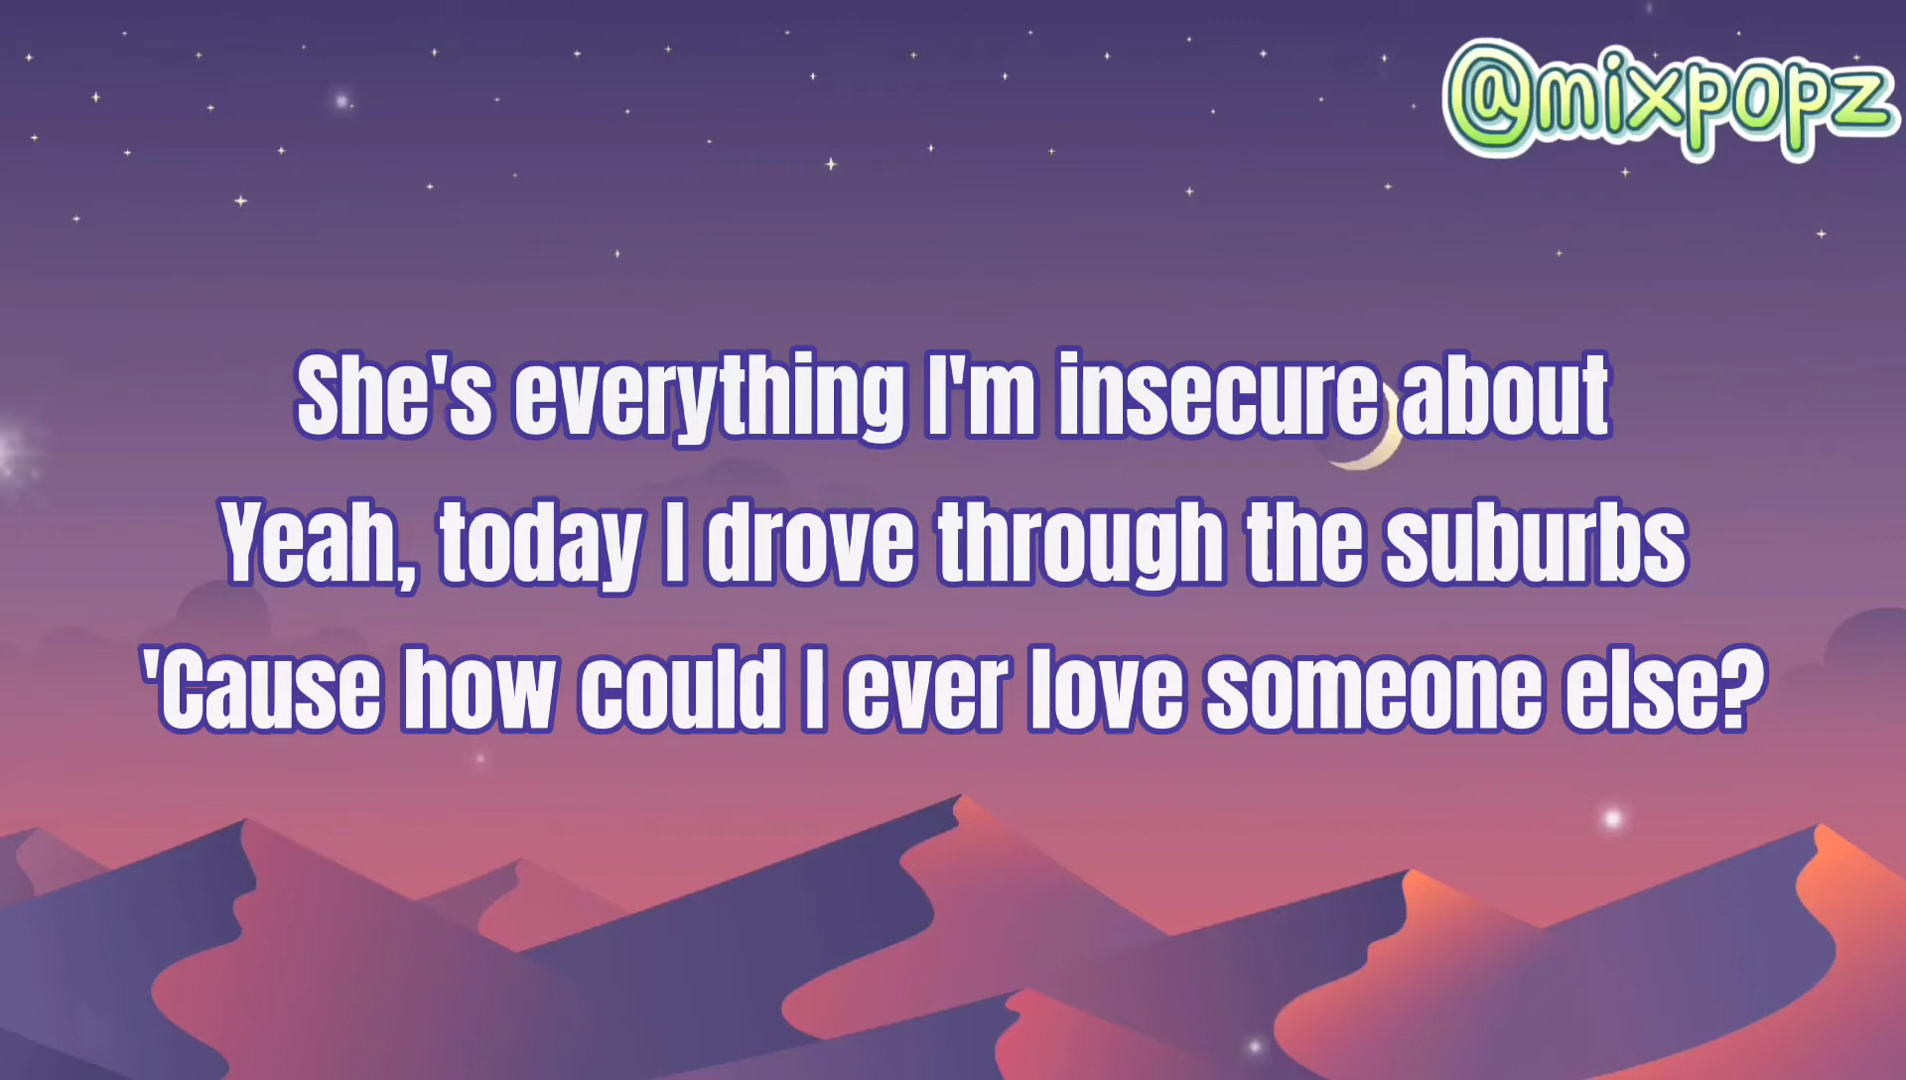 @mixpopz
She's everything I'm insecure about
Yeah, today I drove through the suburbs
'Cause how could I ever love someone else?